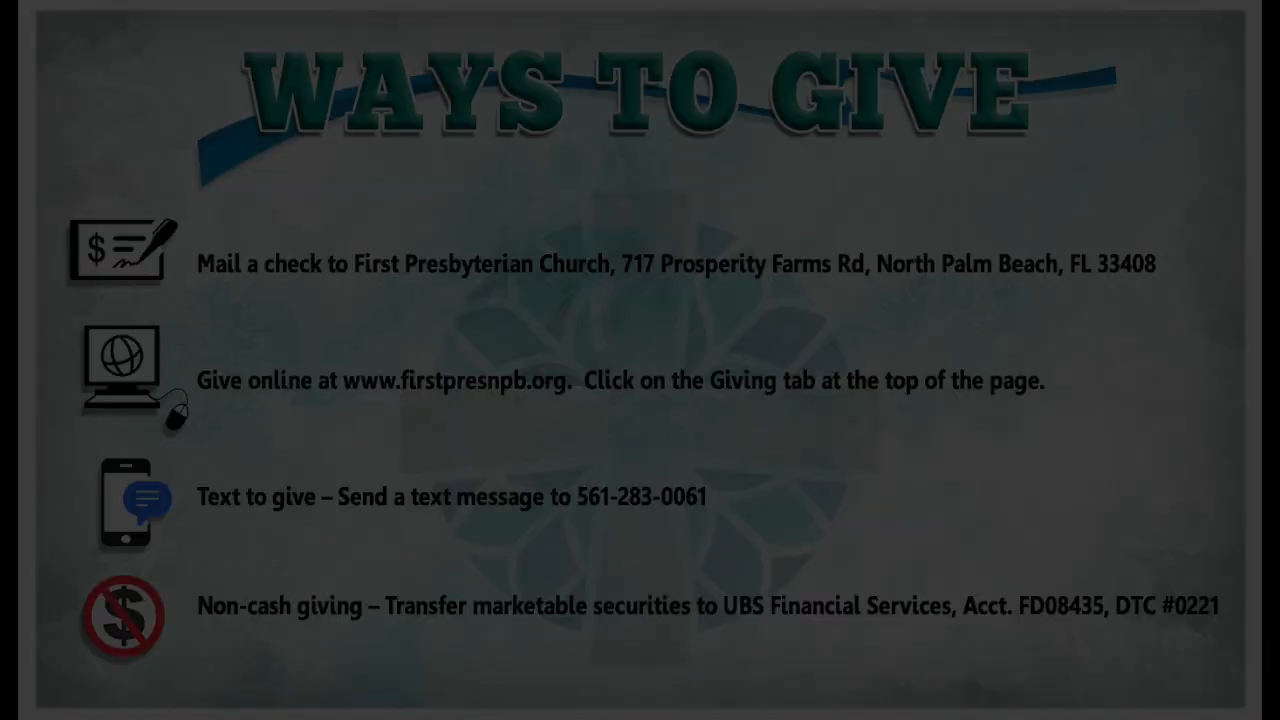 WAYS TO GIVE
$
Mail a check to First Presbyterian Church, 717 Prosperity Farms Rd, North Palm Beach, FL 33408
Give online at www.firstpresnpb.org.  Click on the Giving tab at the top of the page.
Text to give – Send a text message to 561-283-0061
$
Non-cash giving – Transfer marketable securities to UBS Financial Services, Acct. FD08435, DTC #0221